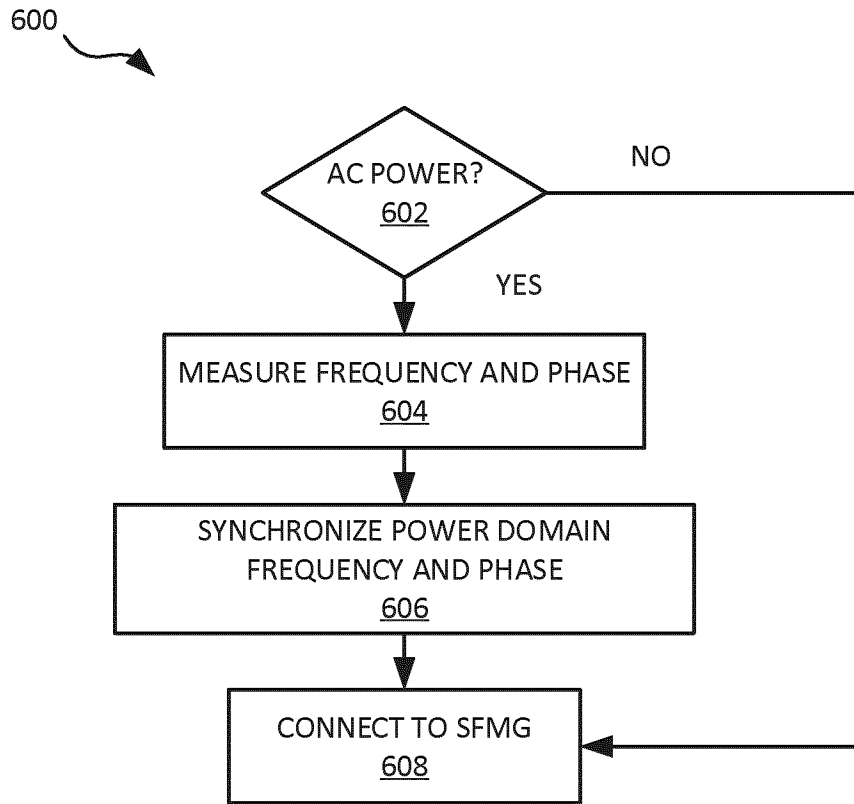 600
AC POWER?
602
NO
YES
MEASURE FREQUENCY AND PHASE
604
SYNCHRONIZE POWER DOMAIN
FREQUENCY AND PHASE
606
CONNECT TO SFMG
608